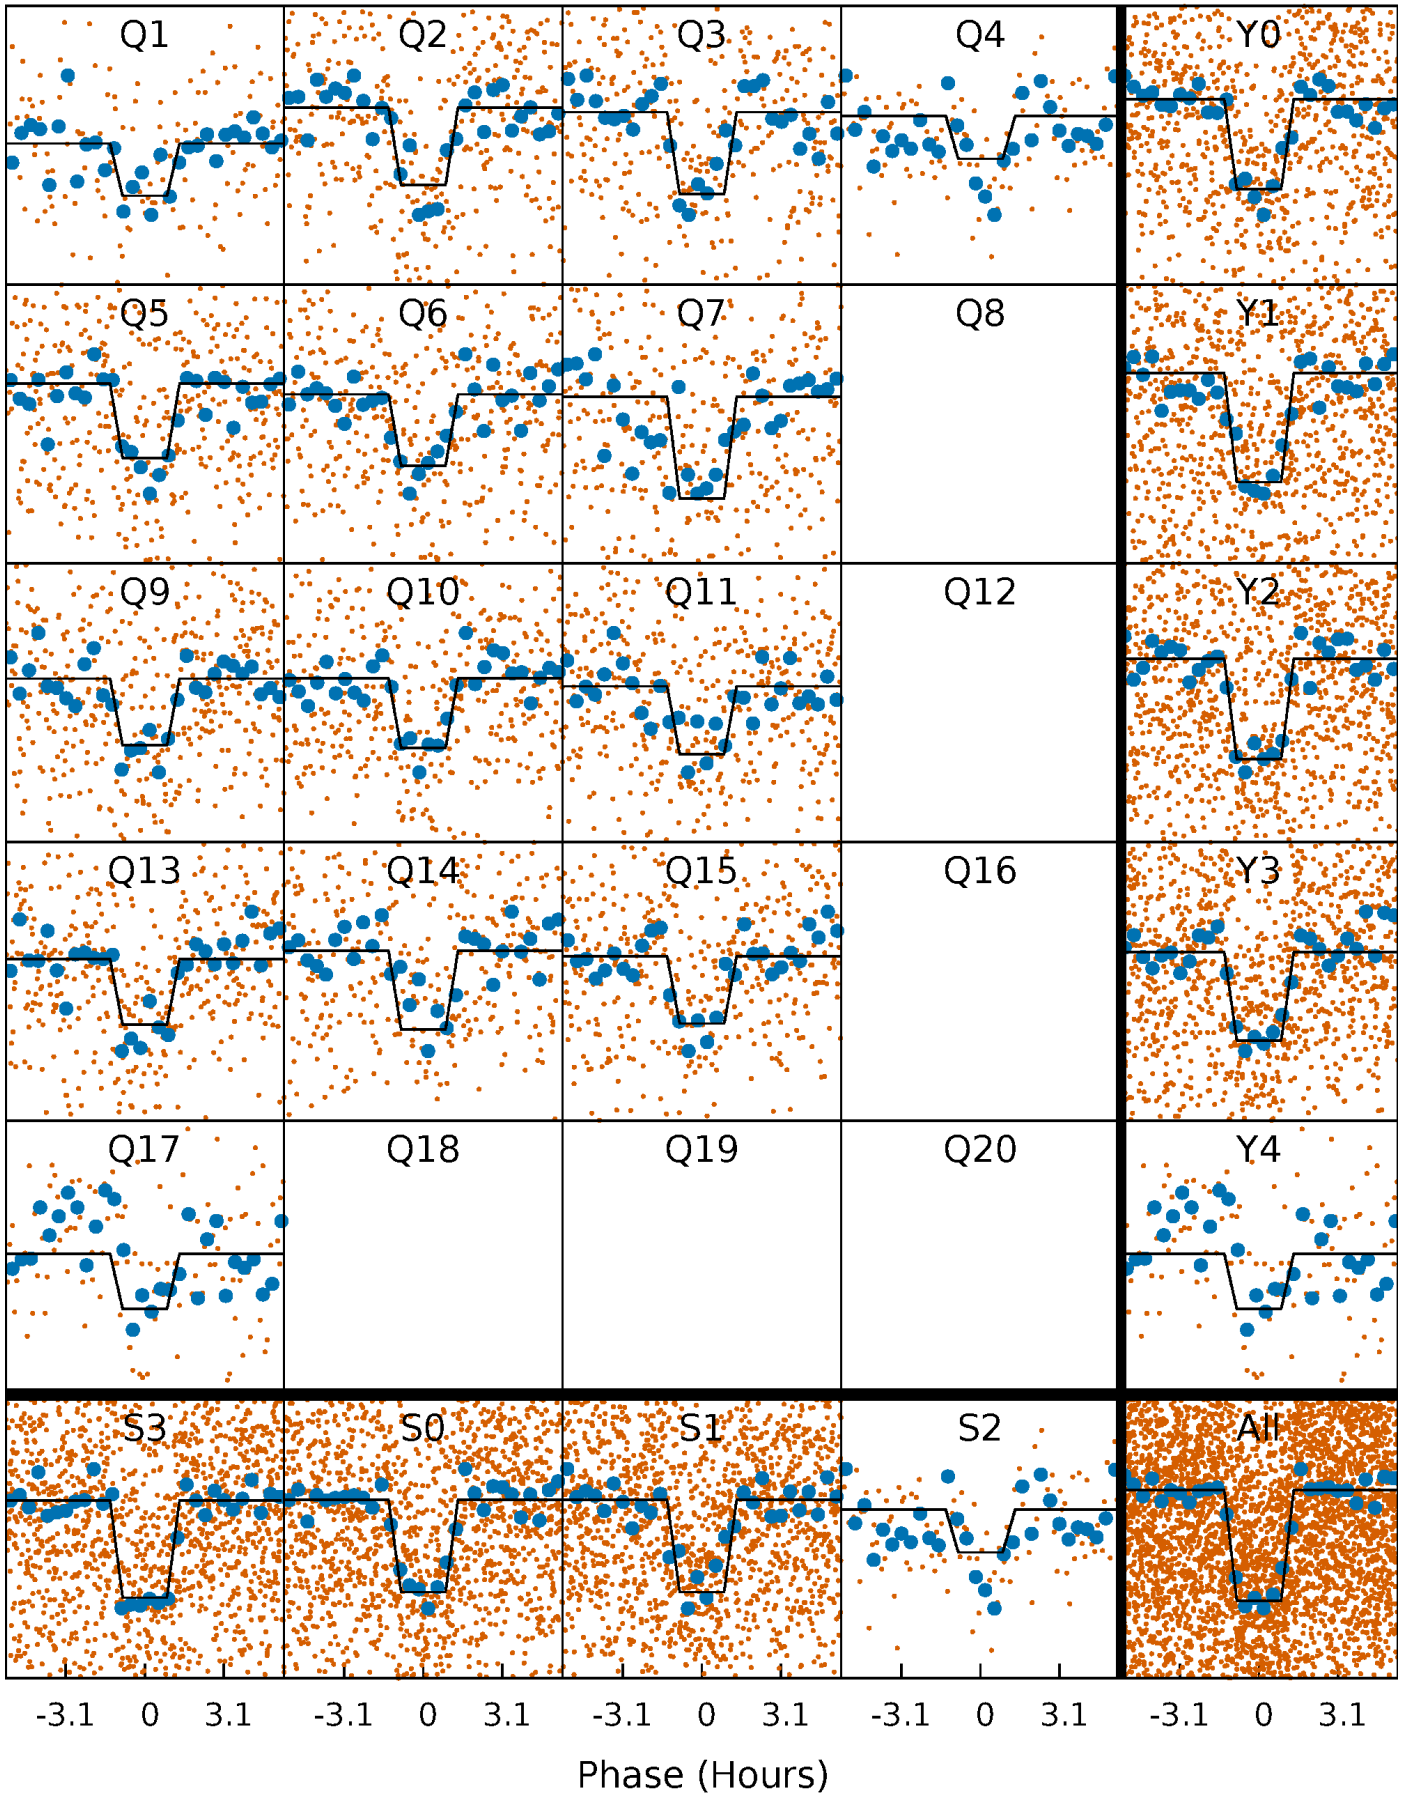 Q1 Q2 Q3 Q4 Y0
Q5 Q6 Q7 Q8 Y1
Q9 Q10 Q11 Q12 Y2
Q13 Q14 Q15 Q16 Y3
Q17 Q18 Q19 Q20 Y4
S3 S0 S1 S2 All
-3.1 0 3.1 -3.1 0 3.1 -3.1 0 3.1 -3.1 0 3.1 -3.1 0 3.1
Phase (Hours)